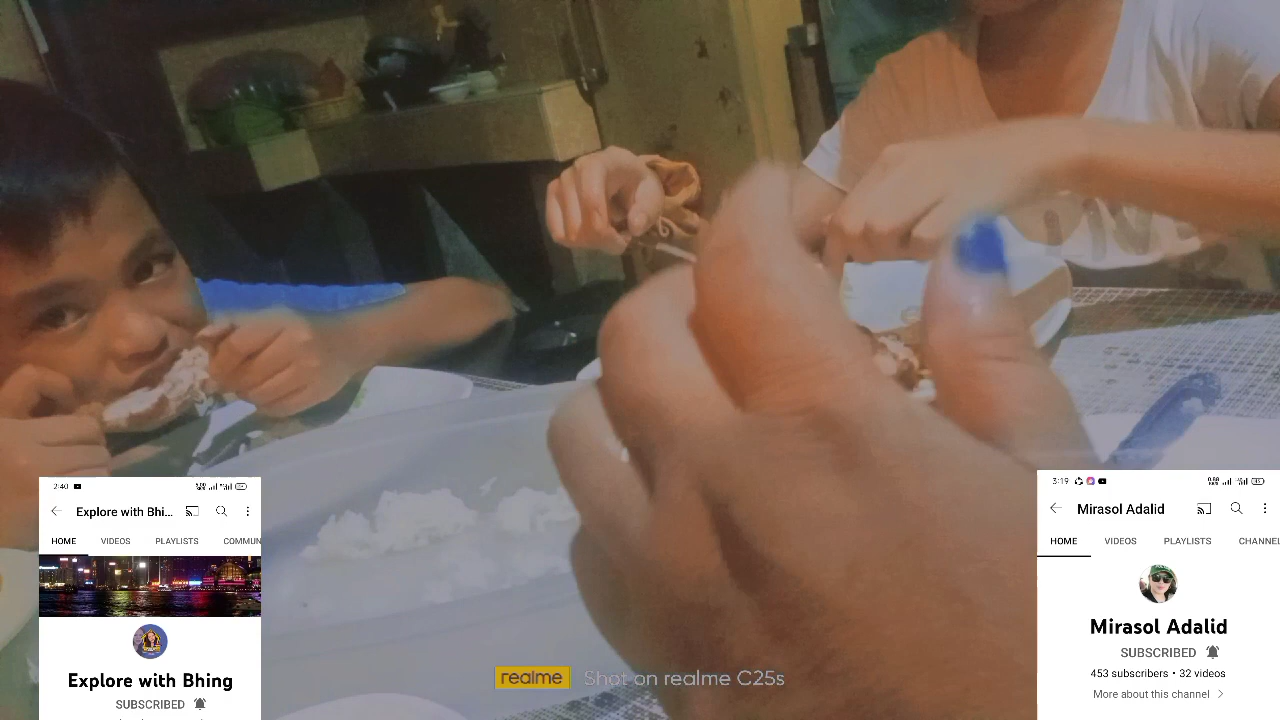 2:40
Explore with Bhi...
HOME VIDEOS PLAYLISTS COMMUN
Explore with Bhing
SUBSCRIBED
realme Shot on realme C25s
3:19
Mirasol Adalid
HOME VIDEOS PLAYLISTS CHANNEL
Mirasol Adalid
SUBSCRIBED
453 subscribers • 32 videos
More about this channel